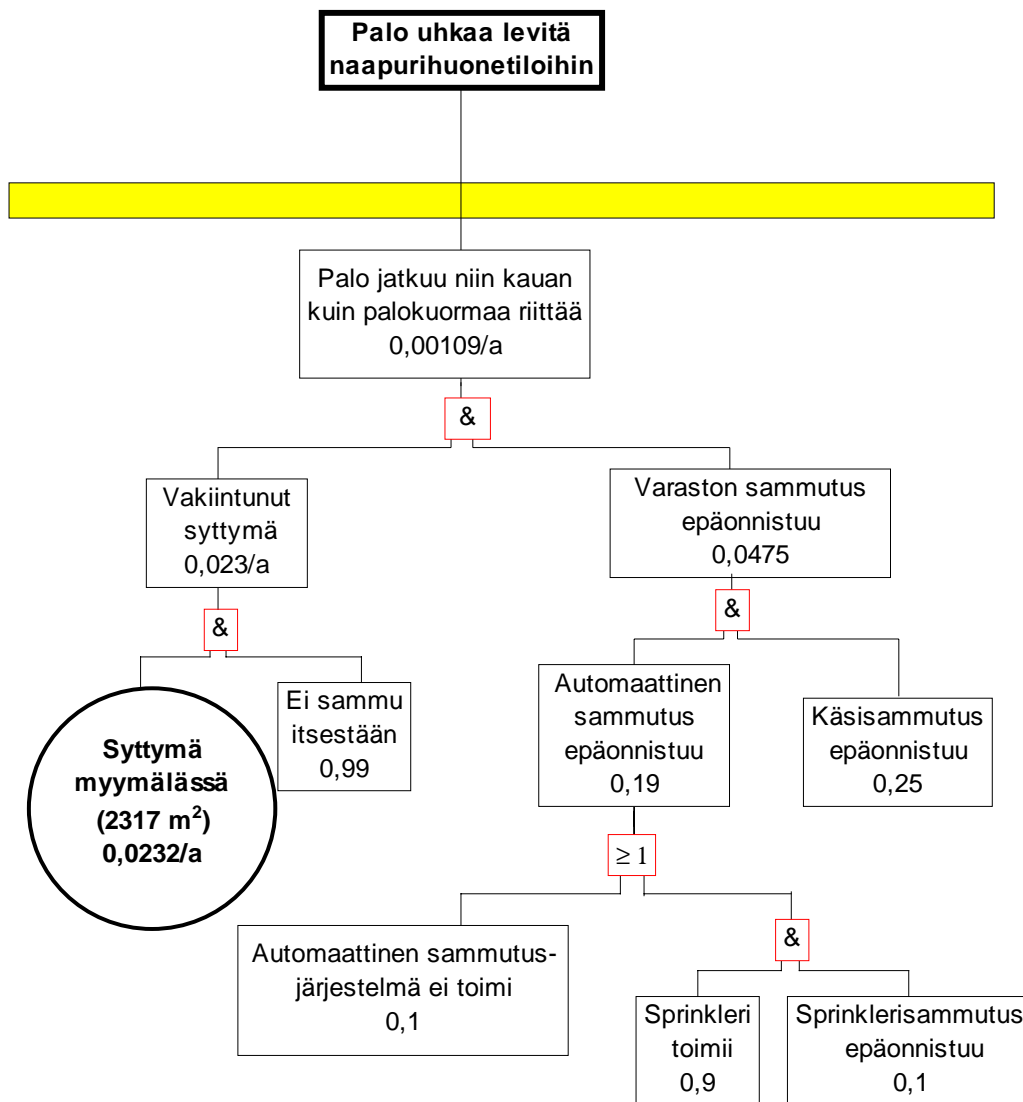 Palo uhkaa levitä
naapurihuonetiloihin
Palo jatkuu niin kauan
kuin palokuormaa riittää
0,00109/a
&
Vakiintunut
syttymä
0,023/a
Varaston sammutus
epäonnistuu
0,0475
&
&
Syttymä
myymälässä
(2317 m²)
0,0232/a
Ei sammu
itsestään
0,99
Automaattinen
sammutus
epäonnistuu
0,19
Käsisammutus
epäonnistuu
0,25
≥ 1
Automaattinen sammutus-
järjestelmä ei toimi
0,1
&
Sprinkleri
toimii
0,9
Sprinklerisammutus
epäonnistuu
0,1